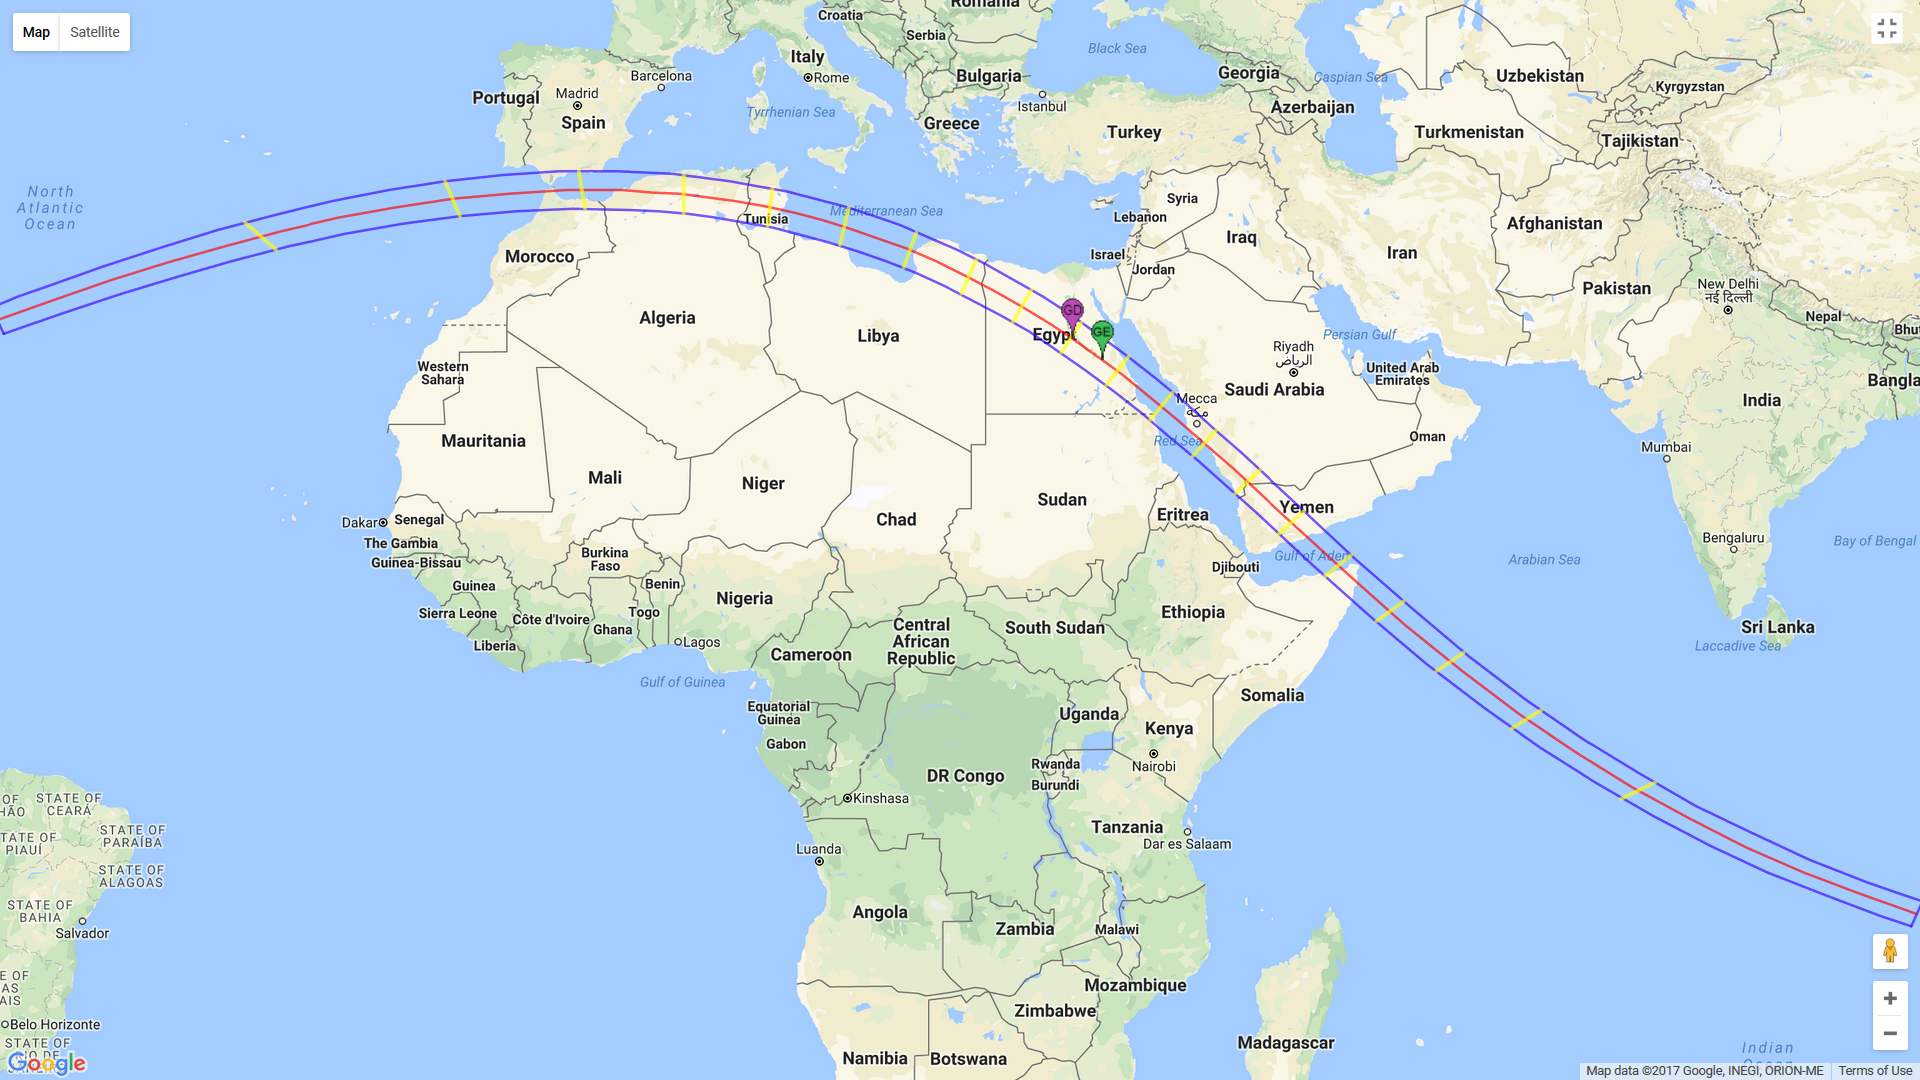 Map
Satellite
Croatia
Romania
Serbia
Italy
Rome
Black Sea
Bulgaria
Georgia
Caspian Sea
Uzbekistan
Kyrgyzstan
Barcelona
Madrid
Portugal
Spain
Tyrrhenian Sea
Greece
Istanbul
Turkey
Azerbaijan
Turkmenistan
Tajikistan
North
Atlantic
Ocean
Mediterranean Sea
Tunisia
Syria
Lebanon
Iraq
Afghanistan
Iran
Morocco
Israel
Jordan
Pakistan
New Delhi
नई दिल्ली
Nepal
Bhut
GD
GE
Algeria
Libya
Egypt
Persian Gulf
Riyadh
الرياض
Western
Sahara
United Arab
Emirates
Bangla
Saudi Arabia
Mecca
مكة
India
Mauritania
Red Sea
Oman
Mumbai
Mali
Niger
Sudan
Yemen
Chad
Eritrea
Dakar
Senegal
The Gambia
Guinea-Bissau
Burkina
Faso
Gulf of Aden
Djibouti
Arabian Sea
Bengaluru
Bay of Bengal
Guinea
Benin
Nigeria
Sierra Leone
Côte d'Ivoire
Togo
Ghana
Ethiopia
Central
African
Republic
South Sudan
Sri Lanka
Liberia
Lagos
Cameroon
Laccadive Sea
Gulf of Guinea
Somalia
Equatorial
Guinea
Uganda
Kenya
Gabon
Rwanda
Nairobi
DR Congo
Burundi
Kinshasa
Tanzania
Dar es Salaam
STATE OF
CEARÁ
OF
HÃO
STATE OF
PARAÍBA
TATE OF
PIAUÍ
STATE OF
ALAGOAS
Luanda
STATE OF
BAHIA
Salvador
Angola
Zambia
Malawi
Mozambique
E OF
AS
AIS
Zimbabwe
Belo Horizonte
STATE OF
Madagascar
Namibia
Botswana
Indian
Google
Map data ©2017 Google, INEGI, ORION-ME
Terms of Use